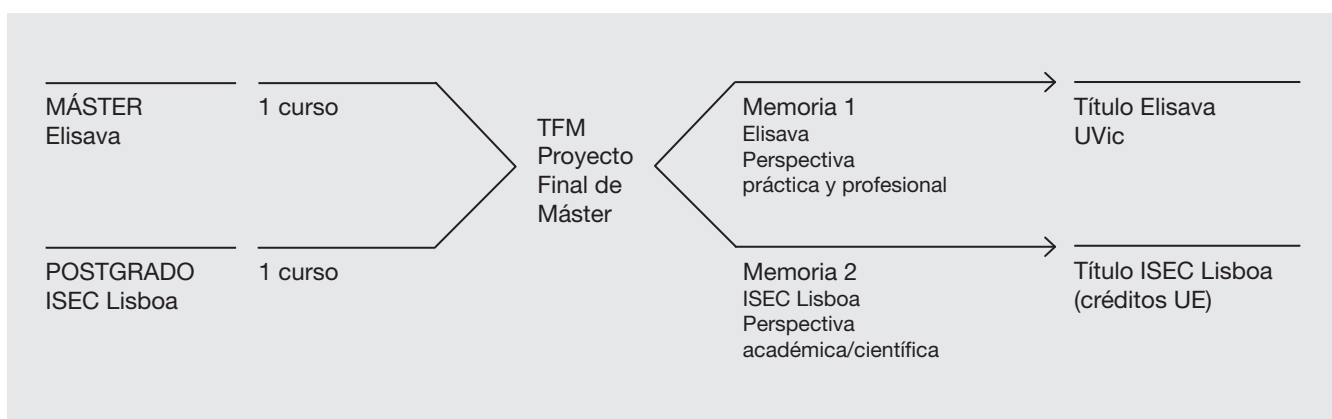 MÁSTER
Elisava
1 curso
POSTGRADO
ISEC Lisboa
1 curso
TFM
Proyecto
Final de
Máster
Memoria 1
Elisava
Perspectiva
práctica y profesional
Título Elisava
UVic
Memoria 2
ISEC Lisboa
Perspectiva
académica/científica
Título ISEC Lisboa
(créditos UE)